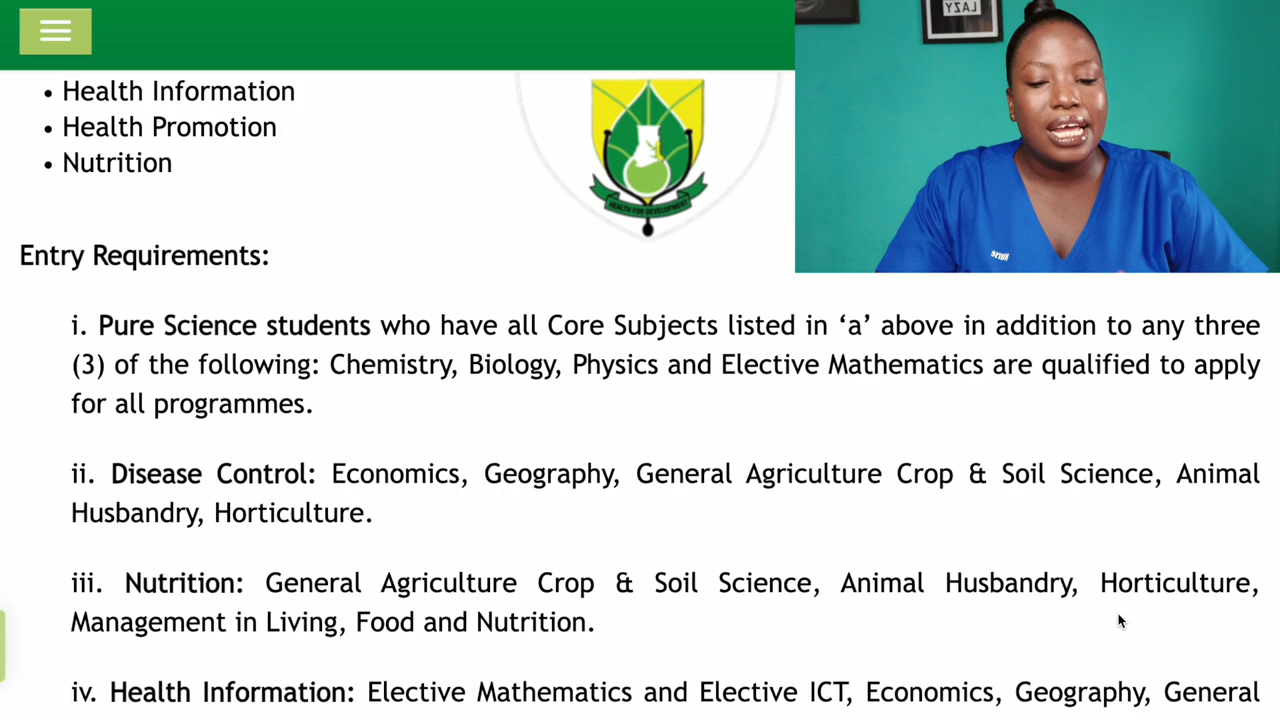 • Health Information
• Health Promotion
• Nutrition
HEALTH FOR DEVELOPMENT
LAZY
NURSE
Entry Requirements:
i. Pure Science students who have all Core Subjects listed in ‘a’ above in addition to any three
(3) of the following: Chemistry, Biology, Physics and Elective Mathematics are qualified to apply
for all programmes.
ii. Disease Control: Economics, Geography, General Agriculture Crop & Soil Science, Animal
Husbandry, Horticulture.
iii. Nutrition: General Agriculture Crop & Soil Science, Animal Husbandry, Horticulture,
Management in Living, Food and Nutrition.
iv. Health Information: Elective Mathematics and Elective ICT, Economics, Geography, General